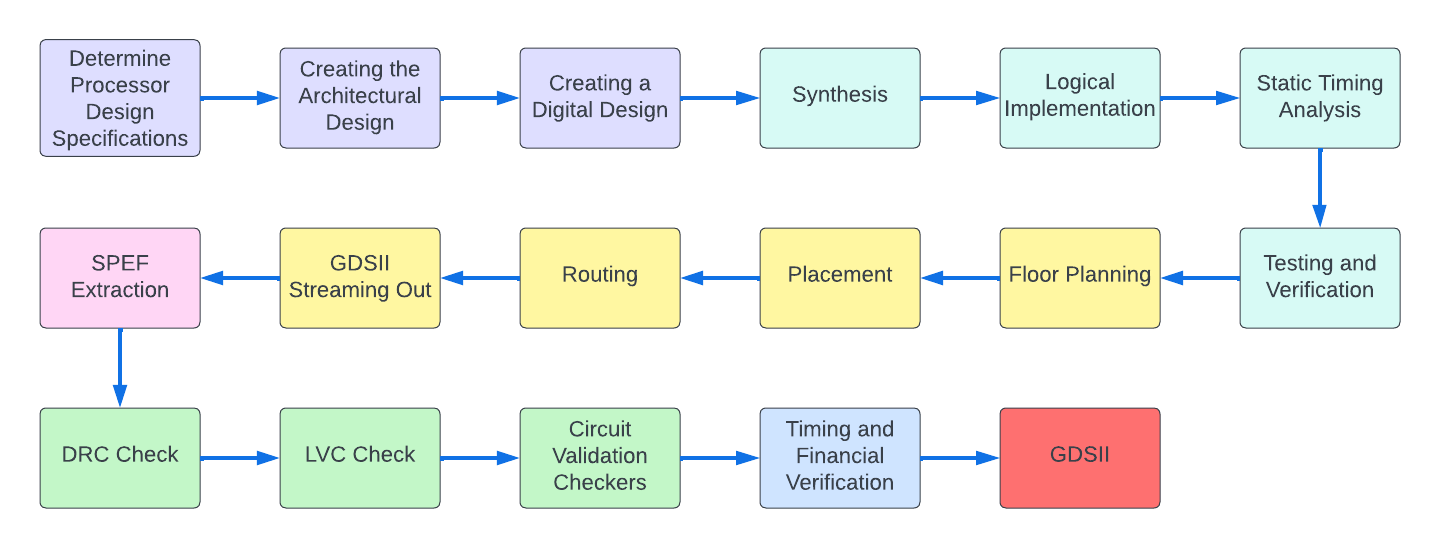 Determine
Processor
Design
Specifications
Creating the
Architectural
Design
Creating a
Digital Design
Synthesis
Logical
Implementation
Static Timing
Analysis
SPEF
Extraction
GDSII
Streaming Out
Routing
Placement
Floor Planning
Testing and
Verification
DRC Check
LVC Check
Circuit
Validation
Checkers
Timing and
Financial
Verification
GDSII